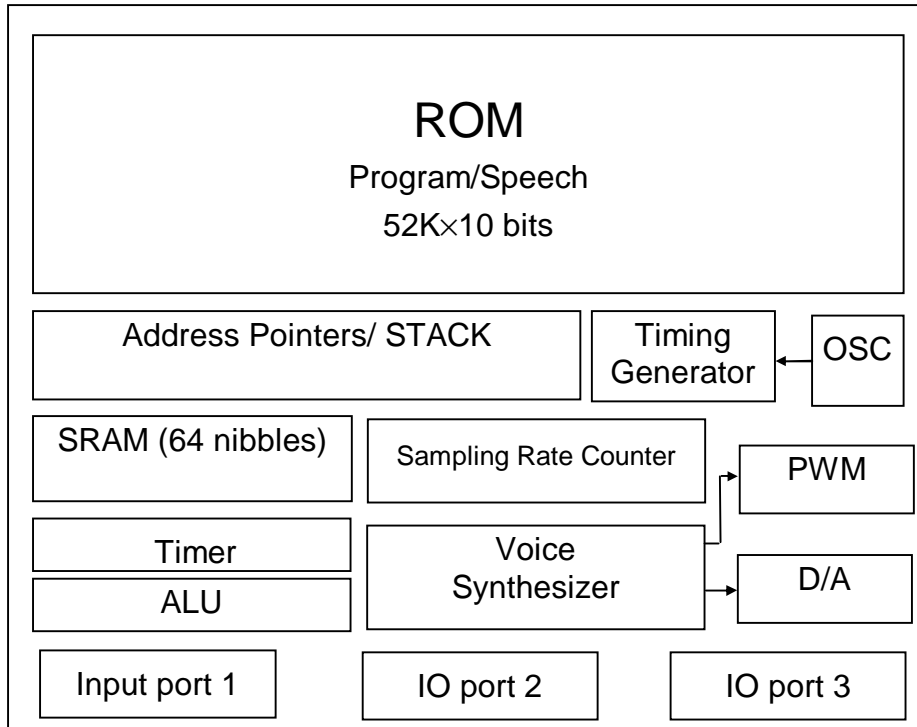 ROM
Program/Speech
52K×10 bits
Address Pointers/ STACK
Timing
Generator
OSC
SRAM (64 nibbles)
Sampling Rate Counter
PWM
Timer
Voice
Synthesizer
D/A
ALU
Input port 1
IO port 2
IO port 3